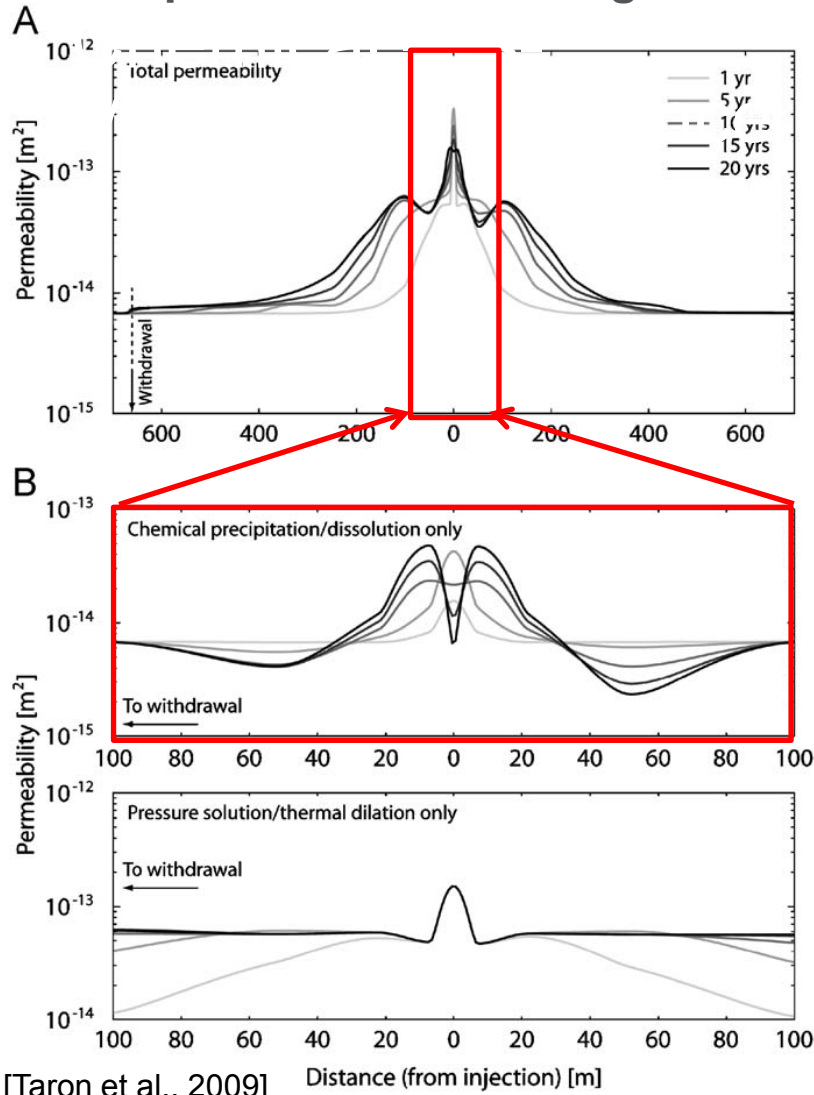 A
10-12
Total permeability
1 yr
5 yr
15 yrs
20 yrs
10-13
Permeability [m2]
10-14
Withdrawal
10-15
600 400 200 0 200 400 600
B
10-13
Chemical precipitation/dissolution only
10-14
To withdrawal
10-15
100 80 60 40 20 0 20 40 60 80 100
Permeability [m2]
10-12
Pressure solution/thermal dilation only
To withdrawal
10-13
10-14
100 80 60 40 20 0 20 40 60 80 100
[Taron et al., 2009]
Distance (from injection) [m]